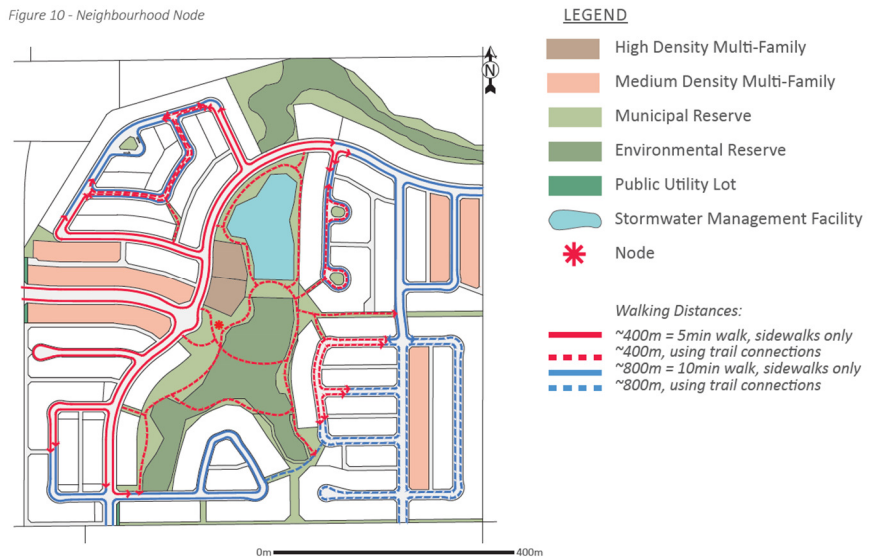 Figure 10 - Neighbourhood Node
LEGEND
High Density Multi-Family
Medium Density Multi-Family
Municipal Reserve
Environmental Reserve
Public Utility Lot
Stormwater Management Facility
Node
N
Walking Distances:
~400m = 5min walk, sidewalks only
~400m, using trail connections
~800m = 10min walk, sidewalks only
~800m, using trail connections
0m 400m